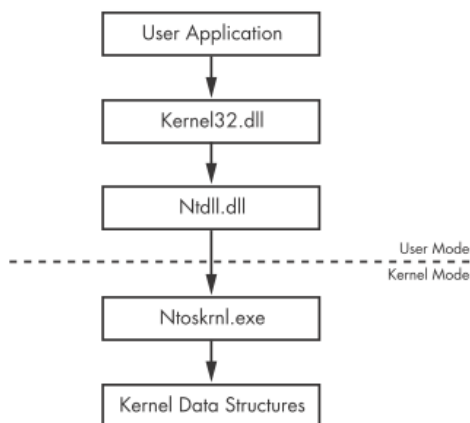 User Application
Kernel32.dll
Ntdll.dll
User Mode
Kernel Mode
Ntoskrnl.exe
Kernel Data Structures